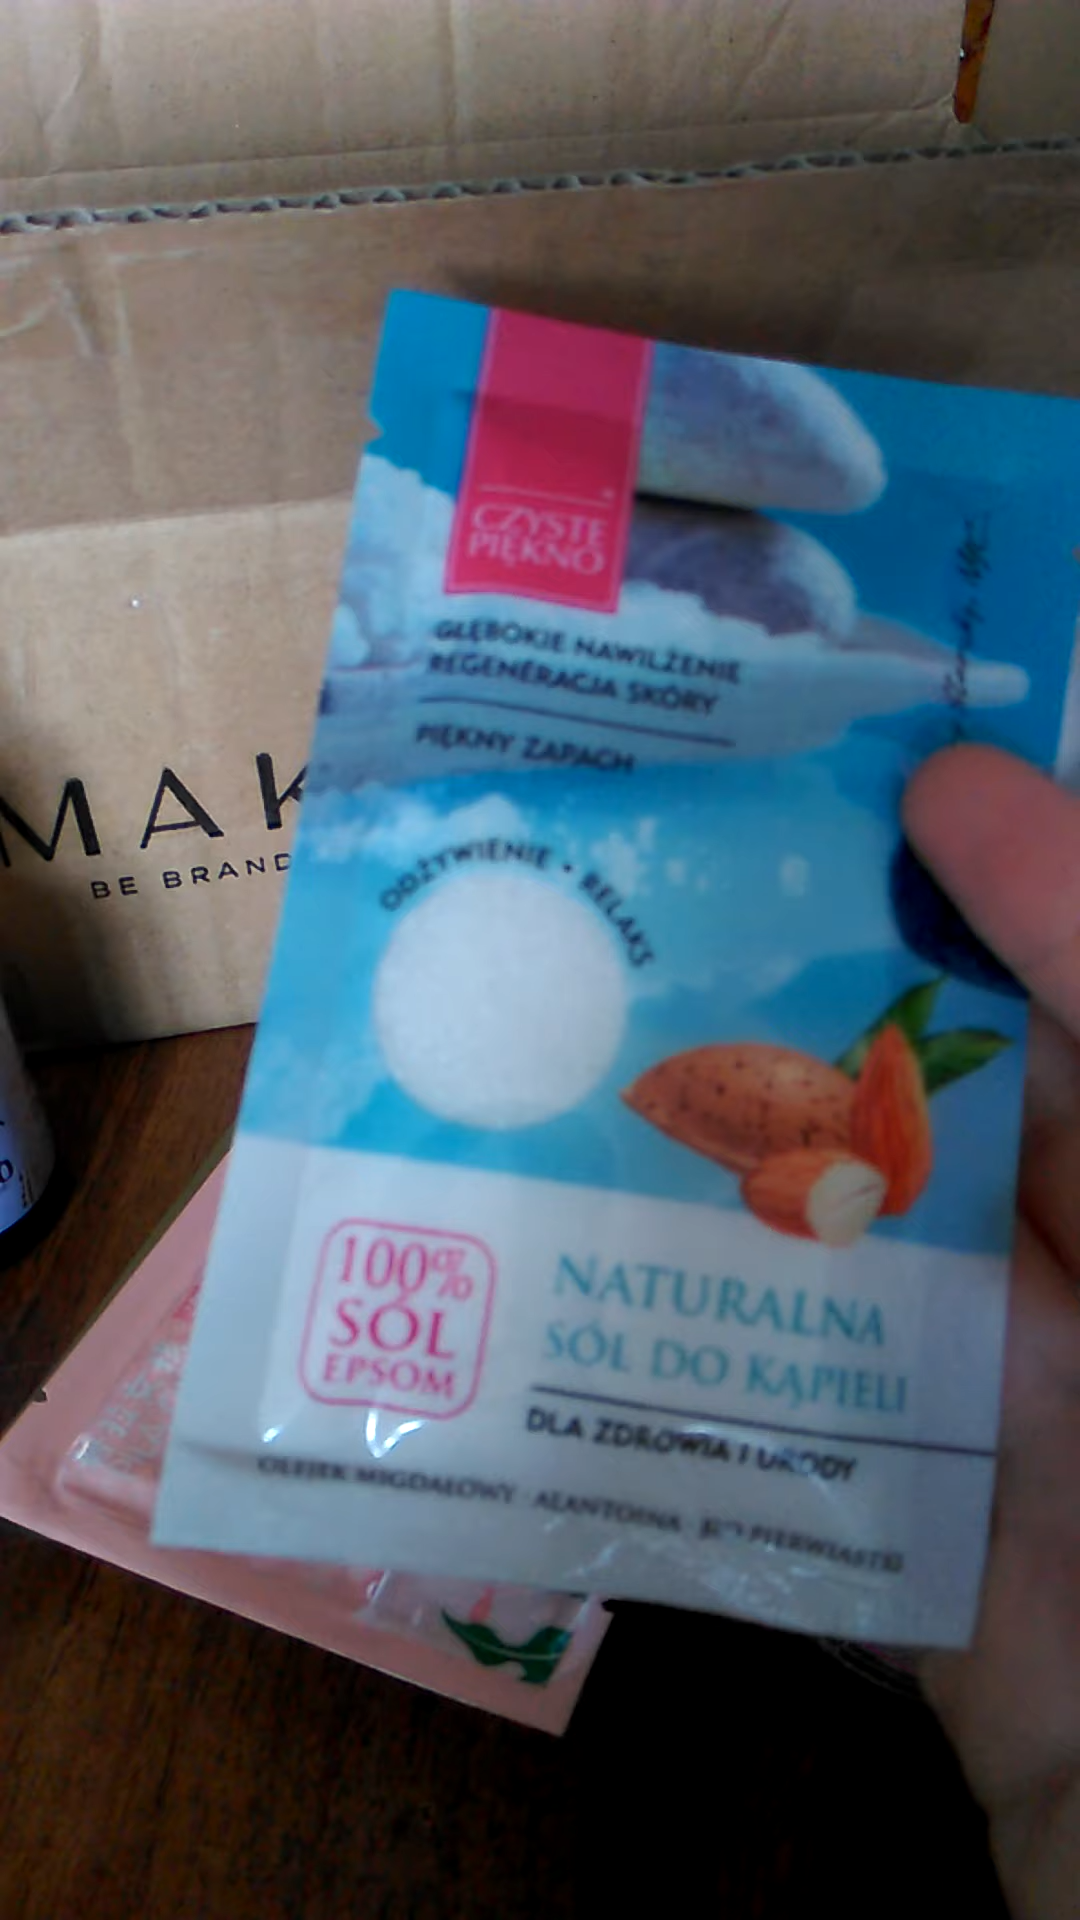 MAK
BE BRAND
CZYSTE
PIĘKNO
GŁĘBOKIE NAWILŻENIE
REGENERACJA SKÓRY
PIĘKNY ZAPACH
ODŻYWIENIE • RELAKS
100%
SÓL
EPSOM
NATURALNA
SÓL DO KĄPIELI
DLA ZDROWIA I URODY
OLEJEK MIGDAŁOWY · ALANTOINA · PIERWIASTKI